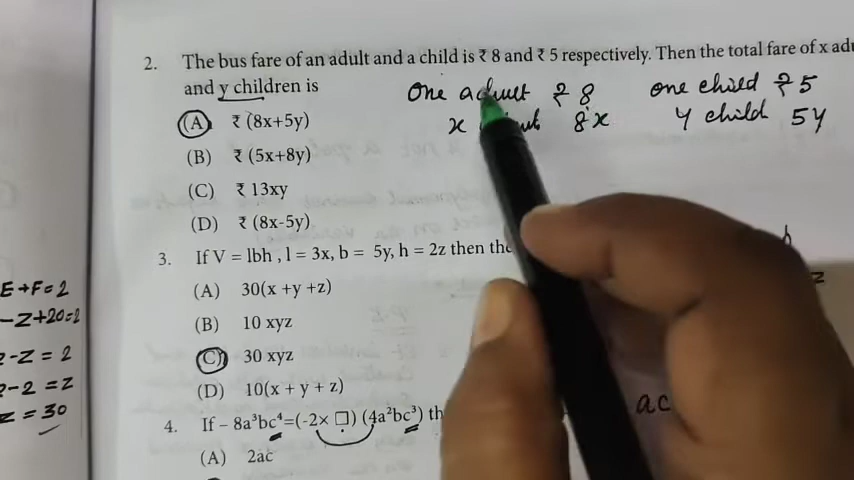 2. The bus fare of an adult and a child is ₹ 8 and ₹ 5 respectively. Then the total fare of x
and y children is
One adult ₹ 8 one child ₹ 5
x 8x y child 5y
(A) ₹ (8x+5y)
(B) ₹ (5x+8y)
(C) ₹ 13xy
(D) ₹ (8x-5y)
3. If V = lbh , l = 3x, b = 5y, h = 2z then
(A) 30(x +y +z)
(B) 10 xyz
(C) 30 xyz
(D) 10(x + y + z)
4. If – 8a³bc⁴=(-2× □) (4a²bc³)
ac
(A) 2ac
E+F=2
-Z+20=2
-Z = 2
-2 = Z
Z = 30